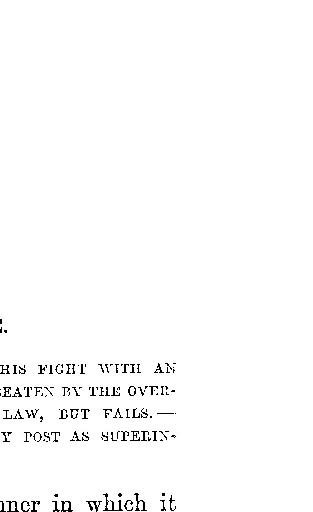 HIS FIGHT WITH AN
BEATEN BY THE OVER-
LAW, BUT FAILS.—
Y POST AS SUPERIN-
nner in which it